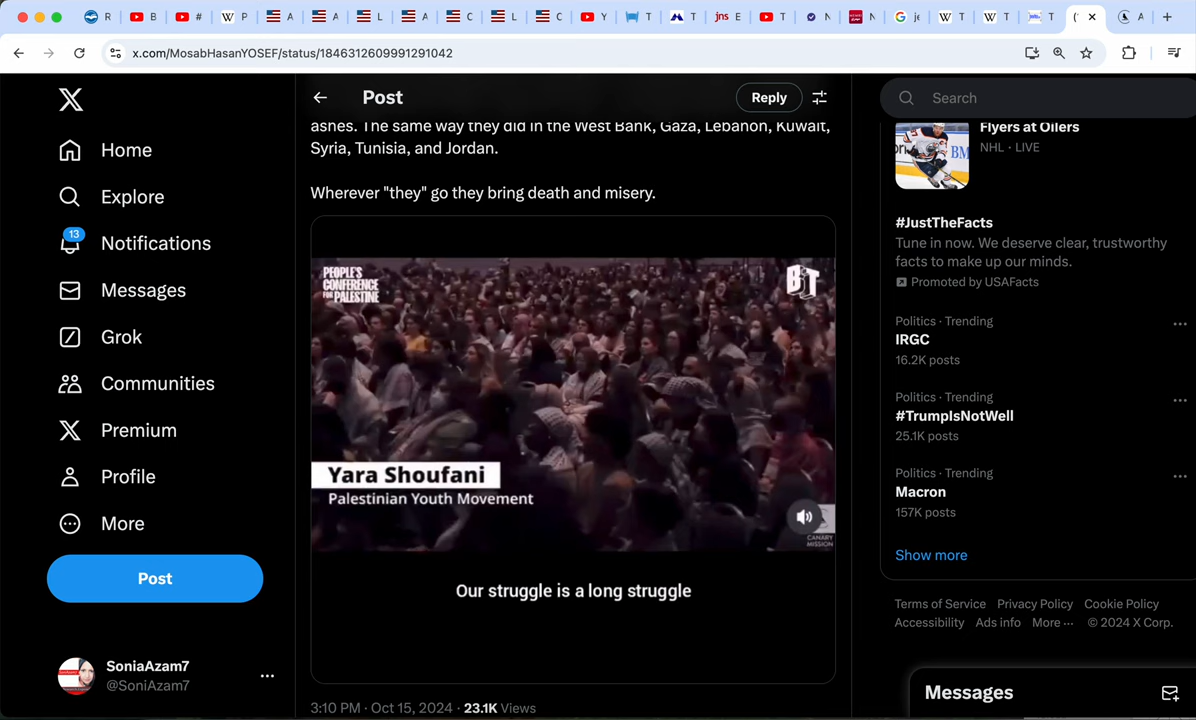 R
B
#
P
A
A
L
A
C
L
C
Y
T
T
jns E
T
N
N
je
T
T
T
(
A
x.com/MosabHasanYOSEF/status/1846312609991291042
Post
Reply
Search
ashes. The same way they did in the West Bank, Gaza, Lebanon, Kuwait,
Syria, Tunisia, and Jordan.
Wherever "they" go they bring death and misery.
Home
Explore
13
Notifications
Messages
Grok
Communities
Premium
Profile
More
Post
SoniaAzam7
@SoniAzam7
PEOPLE'S
CONFERENCE
FOR PALESTINE
BT
Yara Shoufani
Palestinian Youth Movement
CANARY
MISSION
Our struggle is a long struggle
3:10 PM · Oct 15, 2024 · 23.1K Views
Flyers at Oilers
NHL · LIVE
#JustTheFacts
Tune in now. We deserve clear, trustworthy
facts to make up our minds.
Promoted by USAFacts
Politics · Trending
IRGC
16.2K posts
Politics · Trending
#TrumpIsNotWell
25.1K posts
Politics · Trending
Macron
157K posts
Show more
Terms of Service Privacy Policy Cookie Policy
Accessibility Ads info More ··· © 2024 X Corp.
Messages